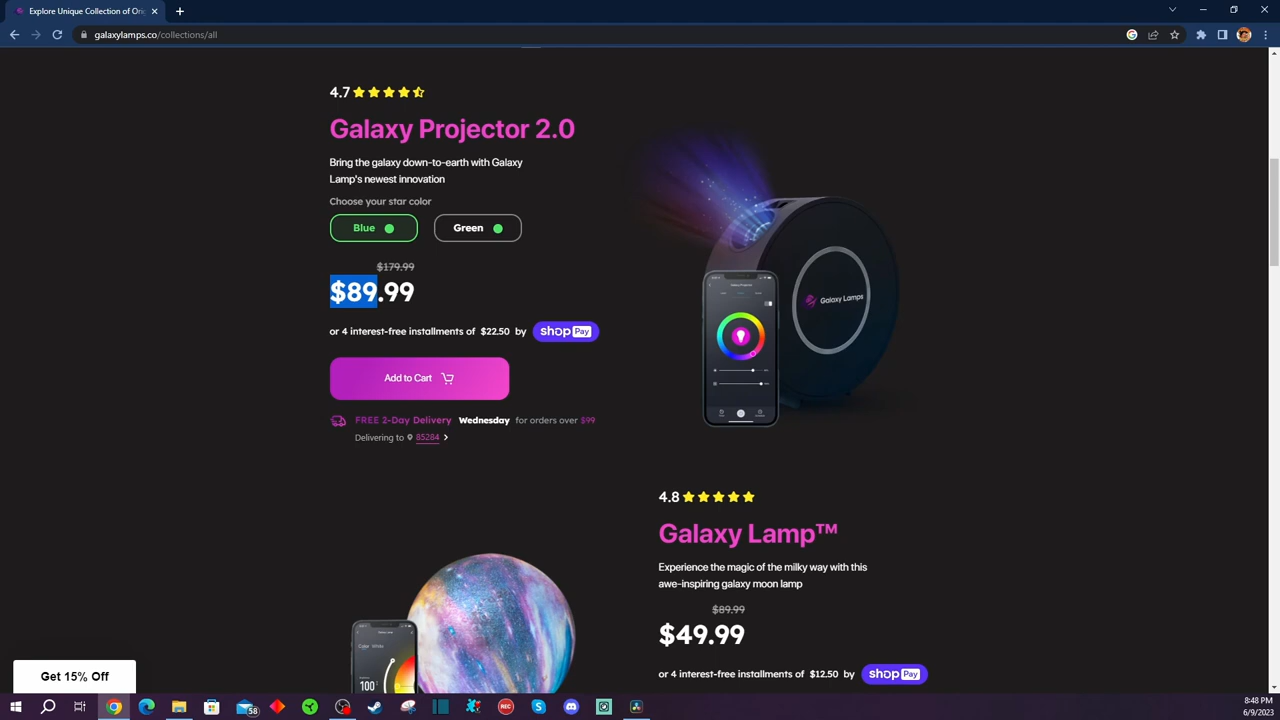 Explore Unique Collection of Ori
galaxylamps.co/collections/all
4.7
Galaxy Projector 2.0
Bring the galaxy down-to-earth with Galaxy
Lamp's newest innovation
Choose your star color
Blue
Green
$179.99
$89.99
or 4 interest-free installments of $22.50 by shop Pay
Add to Cart
FREE 2-Day Delivery Wednesday for orders over $99
Delivering to 85284
Galaxy Lamps
4.8
Galaxy Lamp™
Experience the magic of the milky way with this
awe-inspiring galaxy moon lamp
$89.99
$49.99
or 4 interest-free installments of $12.50 by shop Pay
Color White
100
Get 15% Off
58
REC
8:48 PM
6/9/2023